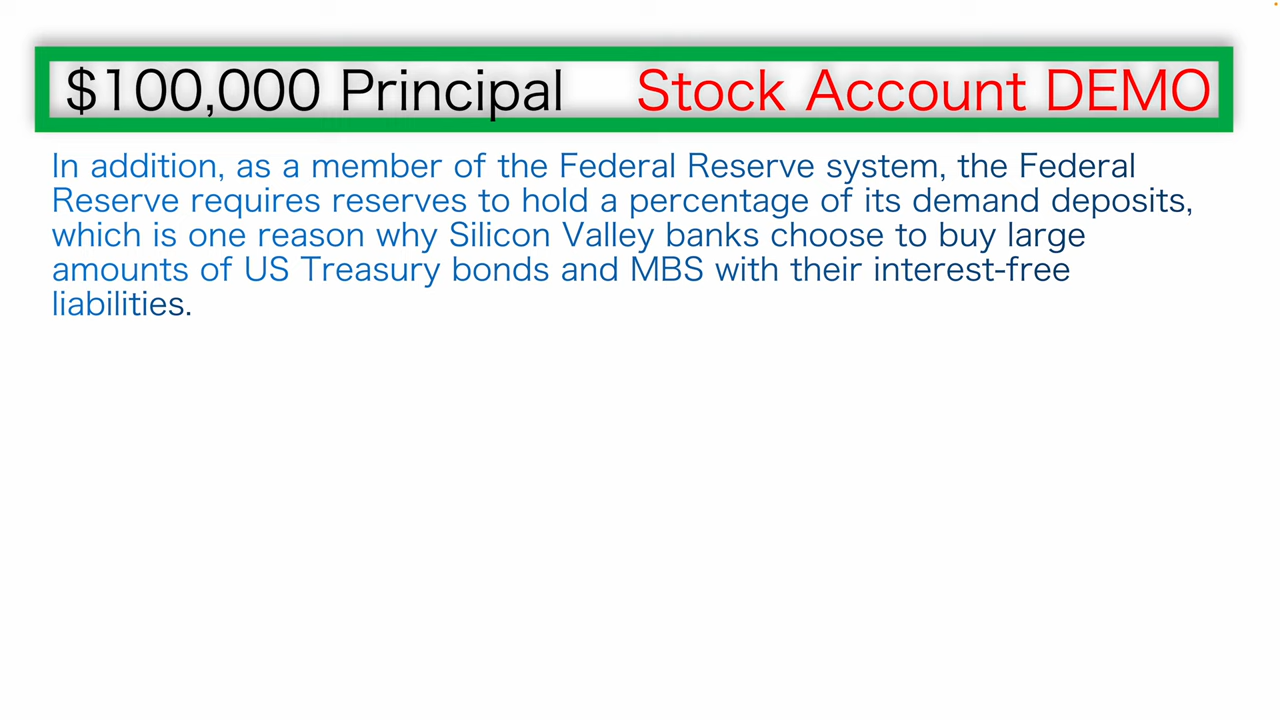 $100,000 Principal Stock Account DEMO
In addition, as a member of the Federal Reserve system, the Federal
Reserve requires reserves to hold a percentage of its demand deposits,
which is one reason why Silicon Valley banks choose to buy large
amounts of US Treasury bonds and MBS with their interest-free
liabilities.